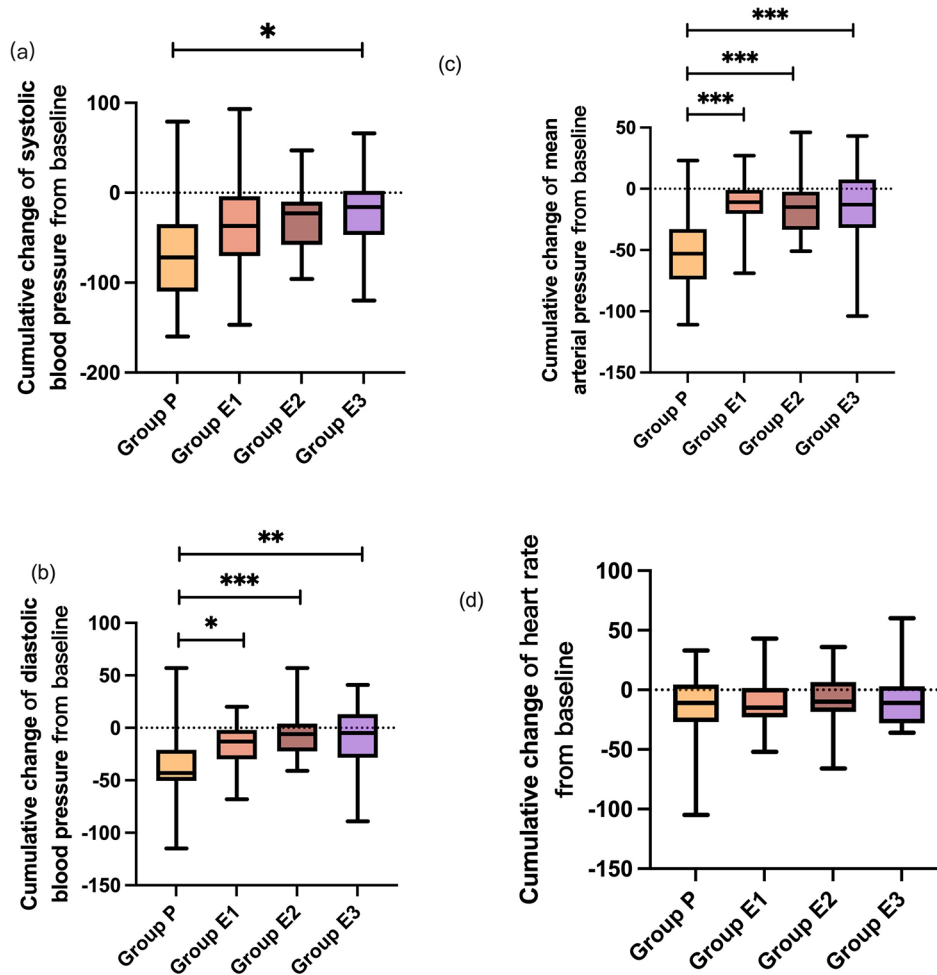 (a)
*
Cumulative change of systolic
blood pressure from baseline
100
0
-100
-200
Group P
Group E1
Group E2
Group E3
(c)
***
***
***
Cumulative change of mean
arterial pressure from baseline
50
0
-50
-100
-150
Group P
Group E1
Group E2
Group E3
(b)
**
***
*
Cumulative change of diastolic
blood pressure from baseline
100
50
0
-50
-100
-150
Group P
Group E1
Group E2
Group E3
(d)
Cumulative change of heart rate
from baseline
100
50
0
-50
-100
-150
Group P
Group E1
Group E2
Group E3